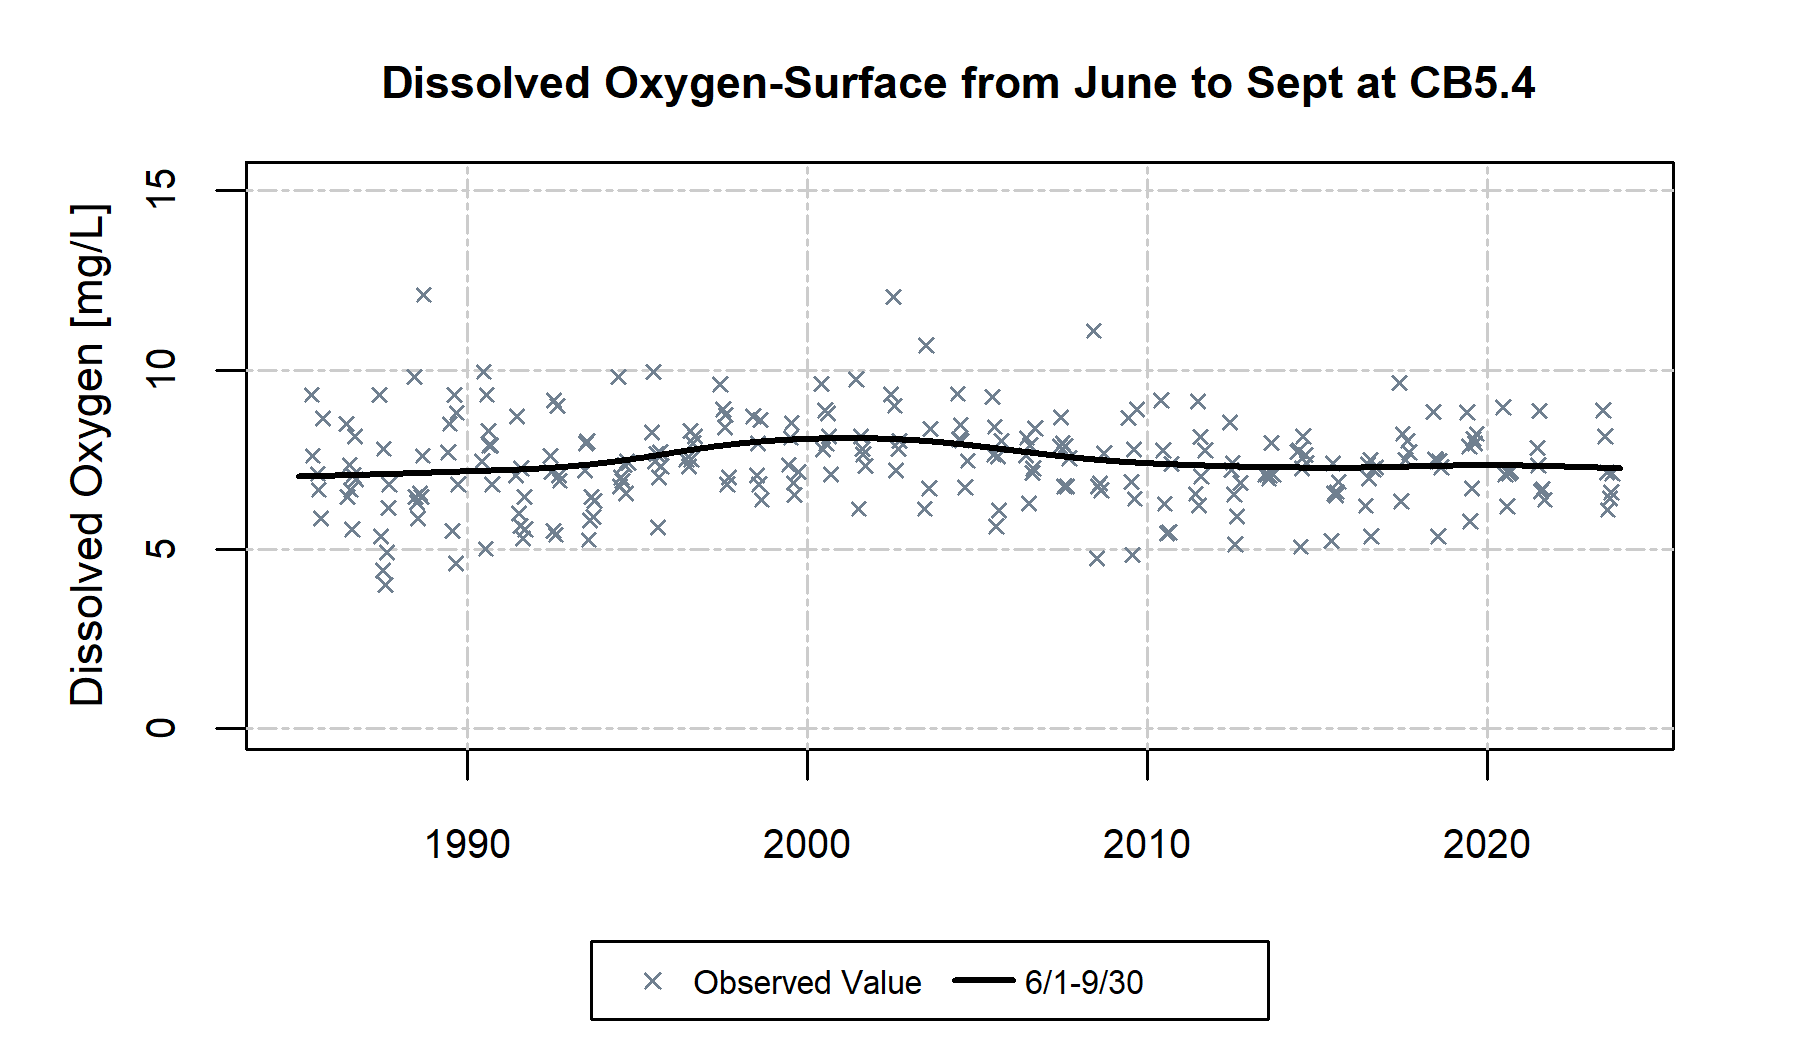 Dissolved Oxygen-Surface from June to Sept at CB5.4
Dissolved Oxygen [mg/L]
15
10
5
0
1990 2000 2010 2020
Observed Value 6/1-9/30